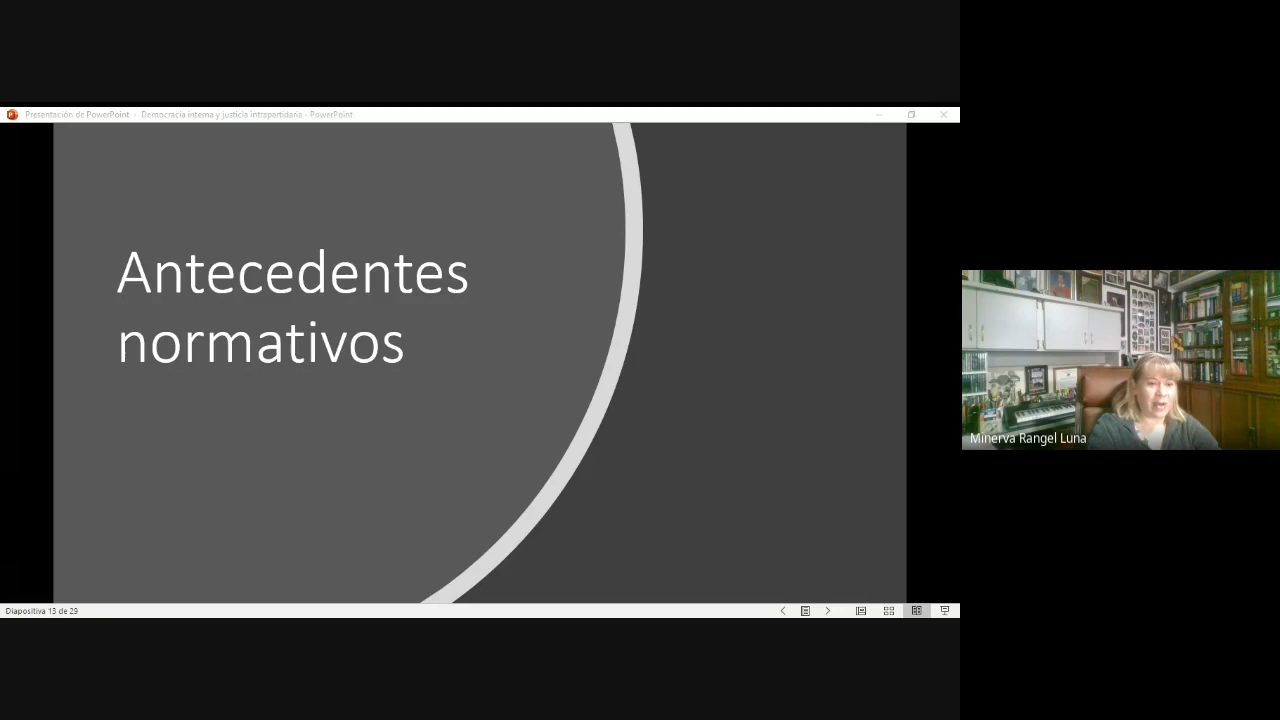 Presentación de PowerPoint - Democracia interna y justicia intrapartidaria - PowerPoint
Antecedentes
normativos
Minerva Rangel Luna
Diapositiva 13 de 29